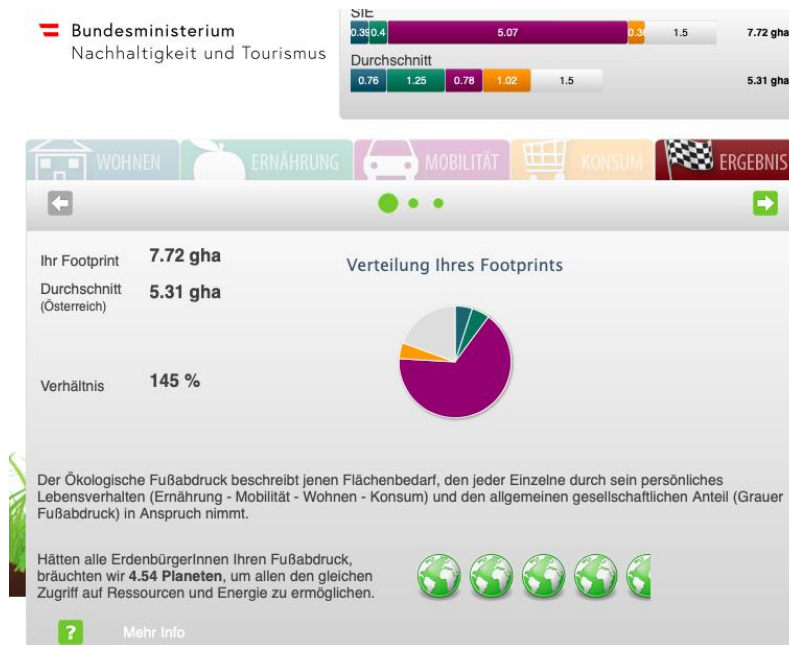 Bundesministerium
Nachhaltigkeit und Tourismus
SIE
0.39 0.4 5.07 0.36 1.5 7.72 gha
Durchschnitt
0.76 1.25 0.78 1.02 1.5 5.31 gha
WOHNEN ERNÄHRUNG MOBILITÄT KONSUM ERGEBNIS
Ihr Footprint 7.72 gha
Verteilung Ihres Footprints
Durchschnitt 5.31 gha
(Österreich)
Verhältnis 145 %
Der Ökologische Fußabdruck beschreibt jenen Flächenbedarf, den jeder Einzelne durch sein persönliches
Lebensverhalten (Ernährung - Mobilität - Wohnen - Konsum) und den allgemeinen gesellschaftlichen Anteil (Grauer
Fußabdruck) in Anspruch nimmt.
Hätten alle ErdenbürgerInnen Ihren Fußabdruck,
bräuchten wir 4.54 Planeten, um allen den gleichen
Zugriff auf Ressourcen und Energie zu ermöglichen.
? Mehr Info